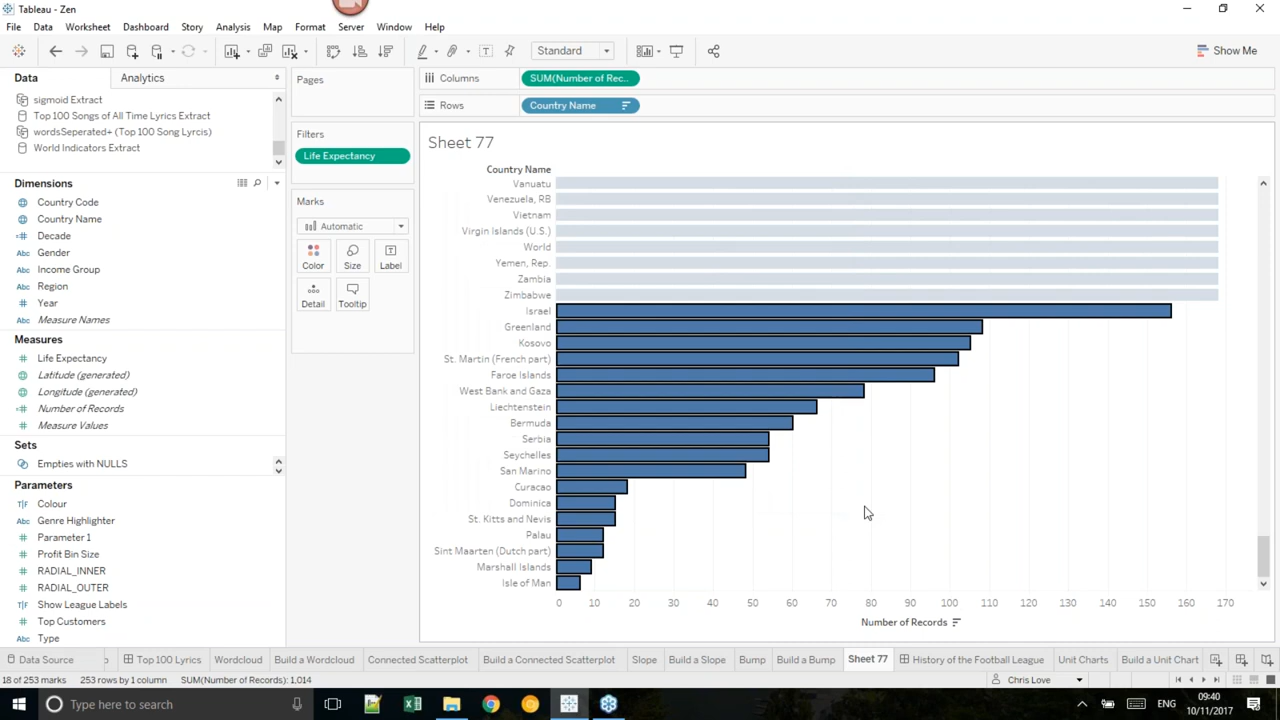 Tableau - Zen
File Data Worksheet Dashboard Story Analysis Map Format Server Window Help
Standard
Show Me
Data
Analytics
sigmoid Extract
Top 100 Songs of All Time Lyrics Extract
wordsSeperated+ (Top 100 Song Lyrcis)
World Indicators Extract
Dimensions
Country Code
Country Name
Abc Decade
Abc Gender
Abc Income Group
Abc Region
# Year
Abc Measure Names
Measures
# Life Expectancy
Latitude (generated)
Longitude (generated)
=# Number of Records
# Measure Values
Sets
Empties with NULLS
Parameters
T|F Colour
# Genre Highlighter
# Parameter 1
# Profit Bin Size
# RADIAL_INNER
# RADIAL_OUTER
T|F Show League Labels
# Top Customers
Abc Type
Pages
Filters
Life Expectancy
Marks
Automatic
Color Size Label
Detail Tooltip
Columns SUM(Number of Rec..
Rows Country Name
Sheet 77
Country Name
Vanuatu
Venezuela, RB
Vietnam
Virgin Islands (U.S.)
World
Yemen, Rep.
Zambia
Zimbabwe
Israel
Greenland
Kosovo
St. Martin (French part)
Faroe Islands
West Bank and Gaza
Liechtenstein
Bermuda
Serbia
Seychelles
San Marino
Curacao
Dominica
St. Kitts and Nevis
Palau
Sint Maarten (Dutch part)
Marshall Islands
Isle of Man
0 10 20 30 40 50 60 70 80 90 100 110 120 130 140 150 160 170
Number of Records
Data Source Top 100 Lyrics Wordcloud Build a Wordcloud Connected Scatterplot Build a Connected Scatterplot Slope Build a Slope Bump Build a Bump Sheet 77 History of the Football League Unit Charts Build a Unit Chart
18 of 253 marks 253 rows by 1 column SUM(Number of Records): 1,014
Chris Love
Type here to search
ENG
09:40
10/11/2017